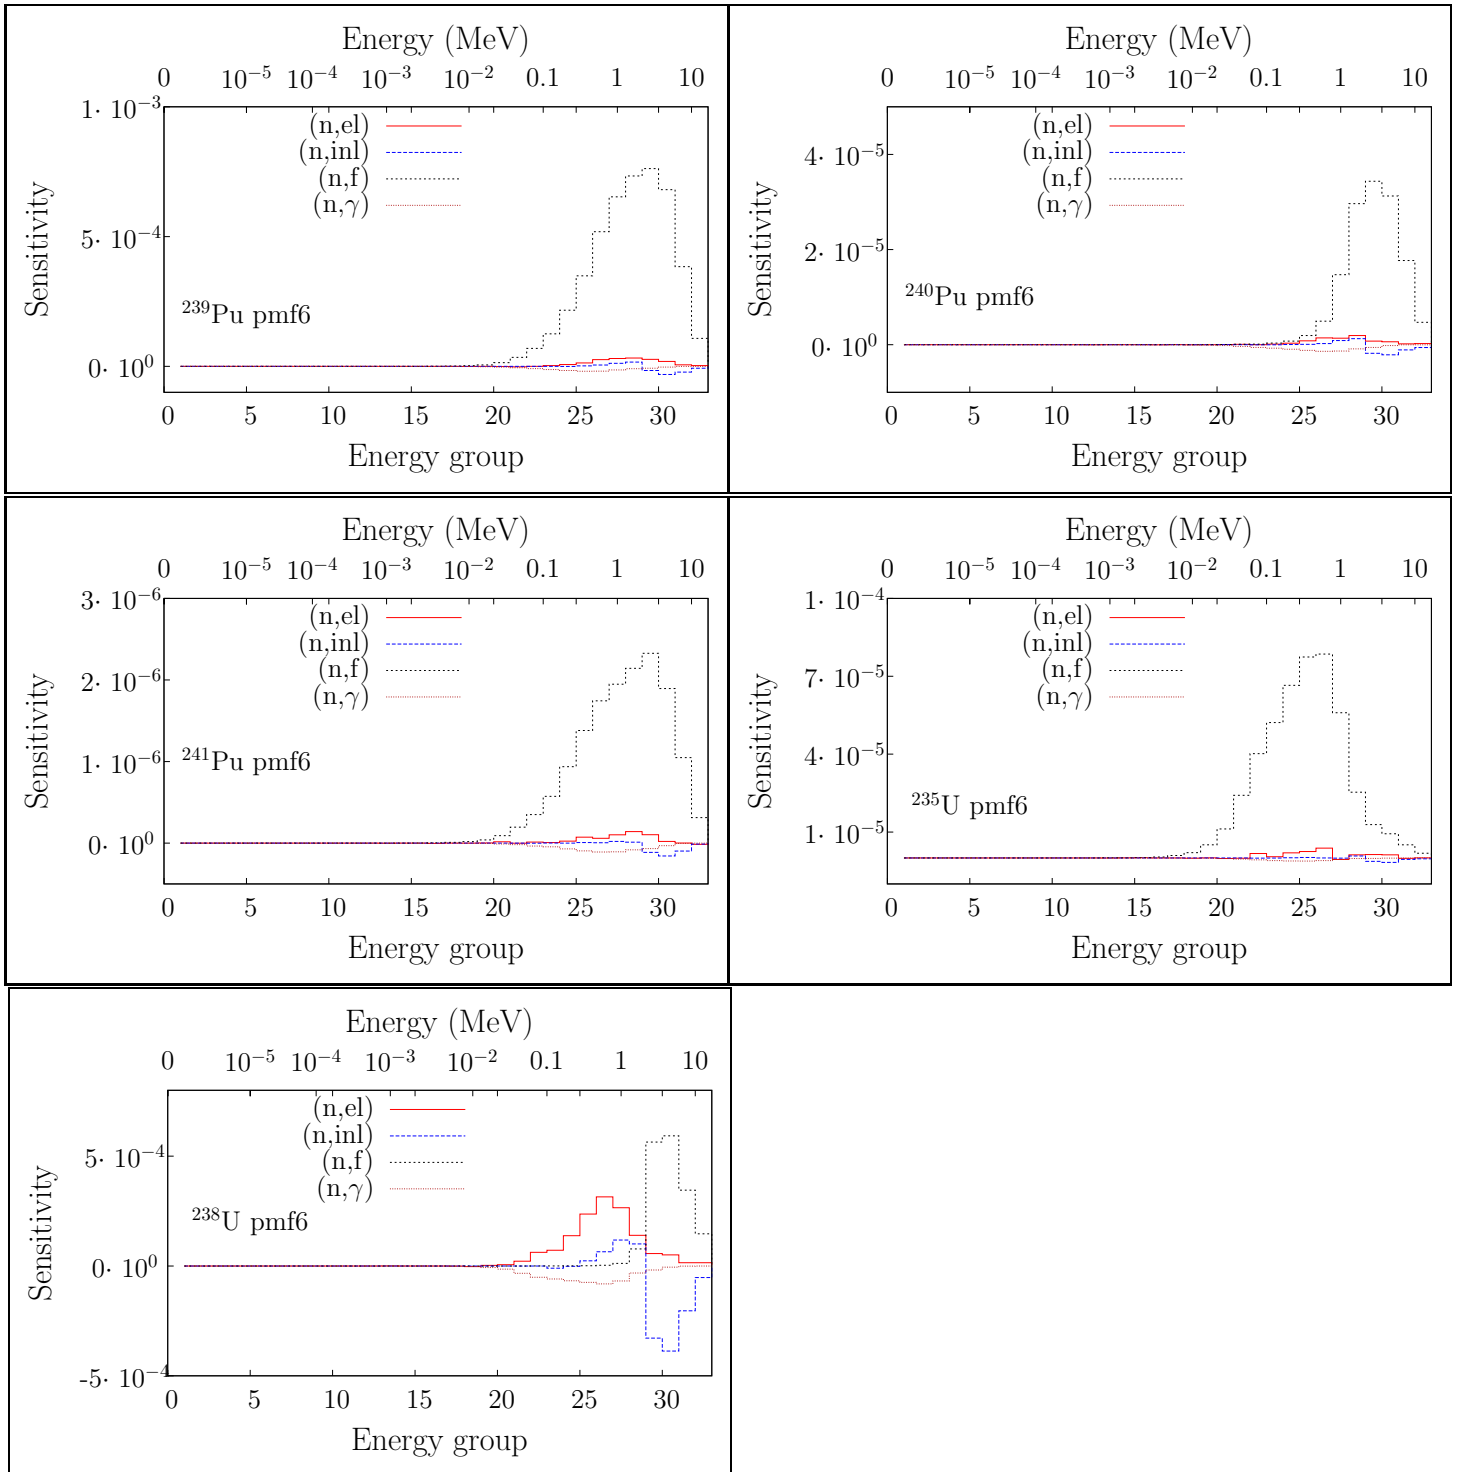 Energy (MeV)
0 10⁻⁵ 10⁻⁴ 10⁻³ 10⁻² 0.1 1 10
1· 10⁻³
5· 10⁻⁴
0· 10⁰
Sensitivity
(n,el)
(n,inl)
(n,f)
(n,γ)
²³⁹Pu pmf6
0 5 10 15 20 25 30
Energy group
Energy (MeV)
0 10⁻⁵ 10⁻⁴ 10⁻³ 10⁻² 0.1 1 10
4· 10⁻⁵
2· 10⁻⁵
0· 10⁰
Sensitivity
(n,el)
(n,inl)
(n,f)
(n,γ)
²⁴⁰Pu pmf6
0 5 10 15 20 25 30
Energy group
Energy (MeV)
0 10⁻⁵ 10⁻⁴ 10⁻³ 10⁻² 0.1 1 10
3· 10⁻⁶
2· 10⁻⁶
1· 10⁻⁶
0· 10⁰
Sensitivity
(n,el)
(n,inl)
(n,f)
(n,γ)
²⁴¹Pu pmf6
0 5 10 15 20 25 30
Energy group
Energy (MeV)
0 10⁻⁵ 10⁻⁴ 10⁻³ 10⁻² 0.1 1 10
1· 10⁻⁴
7· 10⁻⁵
4· 10⁻⁵
1· 10⁻⁵
Sensitivity
(n,el)
(n,inl)
(n,f)
(n,γ)
²³⁵U pmf6
0 5 10 15 20 25 30
Energy group
Energy (MeV)
0 10⁻⁵ 10⁻⁴ 10⁻³ 10⁻² 0.1 1 10
5· 10⁻⁴
0· 10⁰
-5· 10⁻⁴
Sensitivity
(n,el)
(n,inl)
(n,f)
(n,γ)
²³⁸U pmf6
0 5 10 15 20 25 30
Energy group